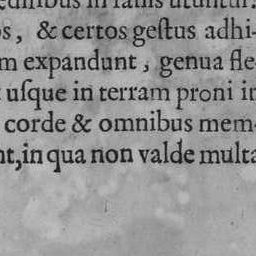 os, & certos geſtus adhi-
m expandunt, genua fle-
uſque in terram proni in
corde & omnibus mem-
nt, in qua non valde multa